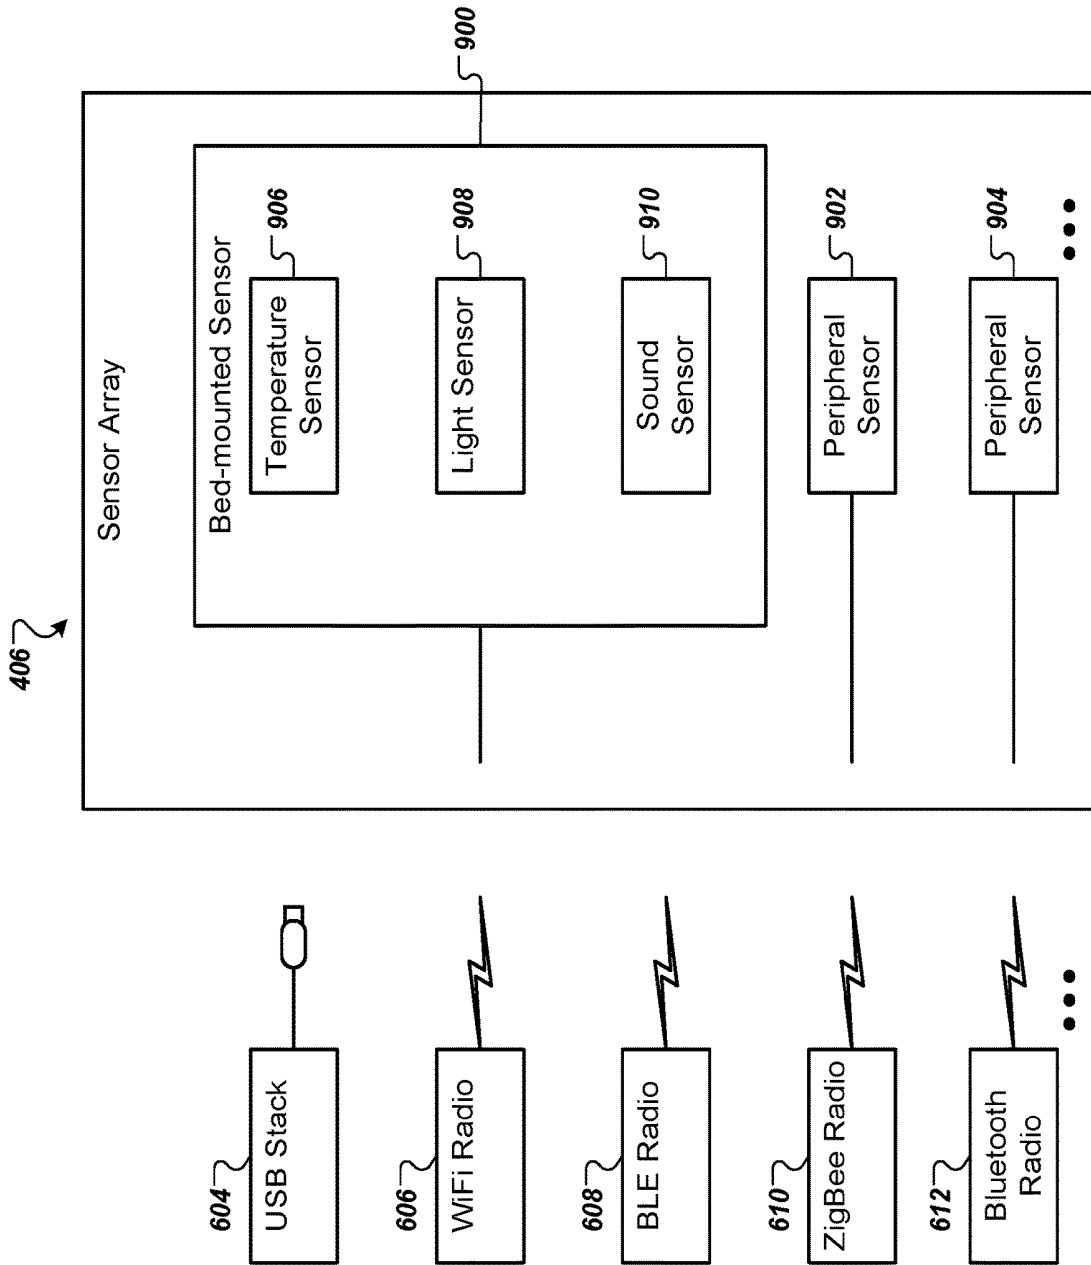 406
Sensor Array
Bed-mounted Sensor
900
Temperature
Sensor
906
Light Sensor
908
Sound
Sensor
910
Peripheral
Sensor
902
Peripheral
Sensor
904
604
USB Stack
606
WiFi Radio
608
BLE Radio
610
ZigBee Radio
612
Bluetooth
Radio